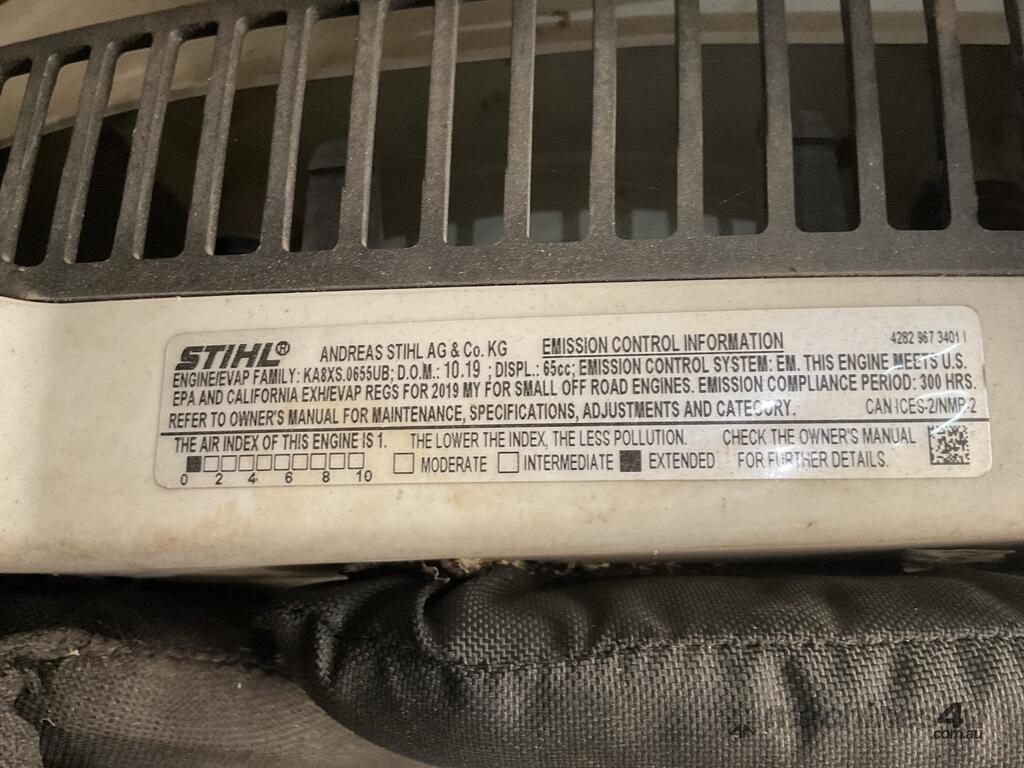 STIHL® ANDREAS STIHL AG & Co. KG EMISSION CONTROL INFORMATION 4282 967 3401 I
ENGINE/EVAP FAMILY: KA8XS.0655UB; D.O.M.: 10.19 ; DISPL.: 65cc; EMISSION CONTROL SYSTEM: EM. THIS ENGINE MEETS U.S.
EPA AND CALIFORNIA EXH/EVAP REGS FOR 2019 MY FOR SMALL OFF ROAD ENGINES. EMISSION COMPLIANCE PERIOD: 300 HRS.
REFER TO OWNER'S MANUAL FOR MAINTENANCE, SPECIFICATIONS, ADJUSTMENTS AND CATEGORY. CAN ICES-2/NMB-2
THE AIR INDEX OF THIS ENGINE IS 1. THE LOWER THE INDEX, THE LESS POLLUTION. CHECK THE OWNER'S MANUAL
MODERATE INTERMEDIATE EXTENDED FOR FURTHER DETAILS.
0 2 4 6 8 10
4
.com.au